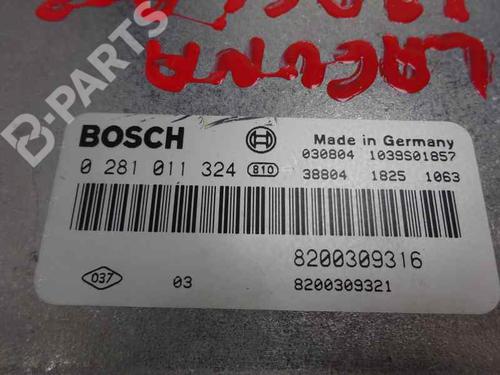 B-PARTS
LAGUNA
BOSCH
Made in Germany
030804 1039S01857
0 281 011 324 810
38804 1825 1063
8200309316
037 03 8200309321